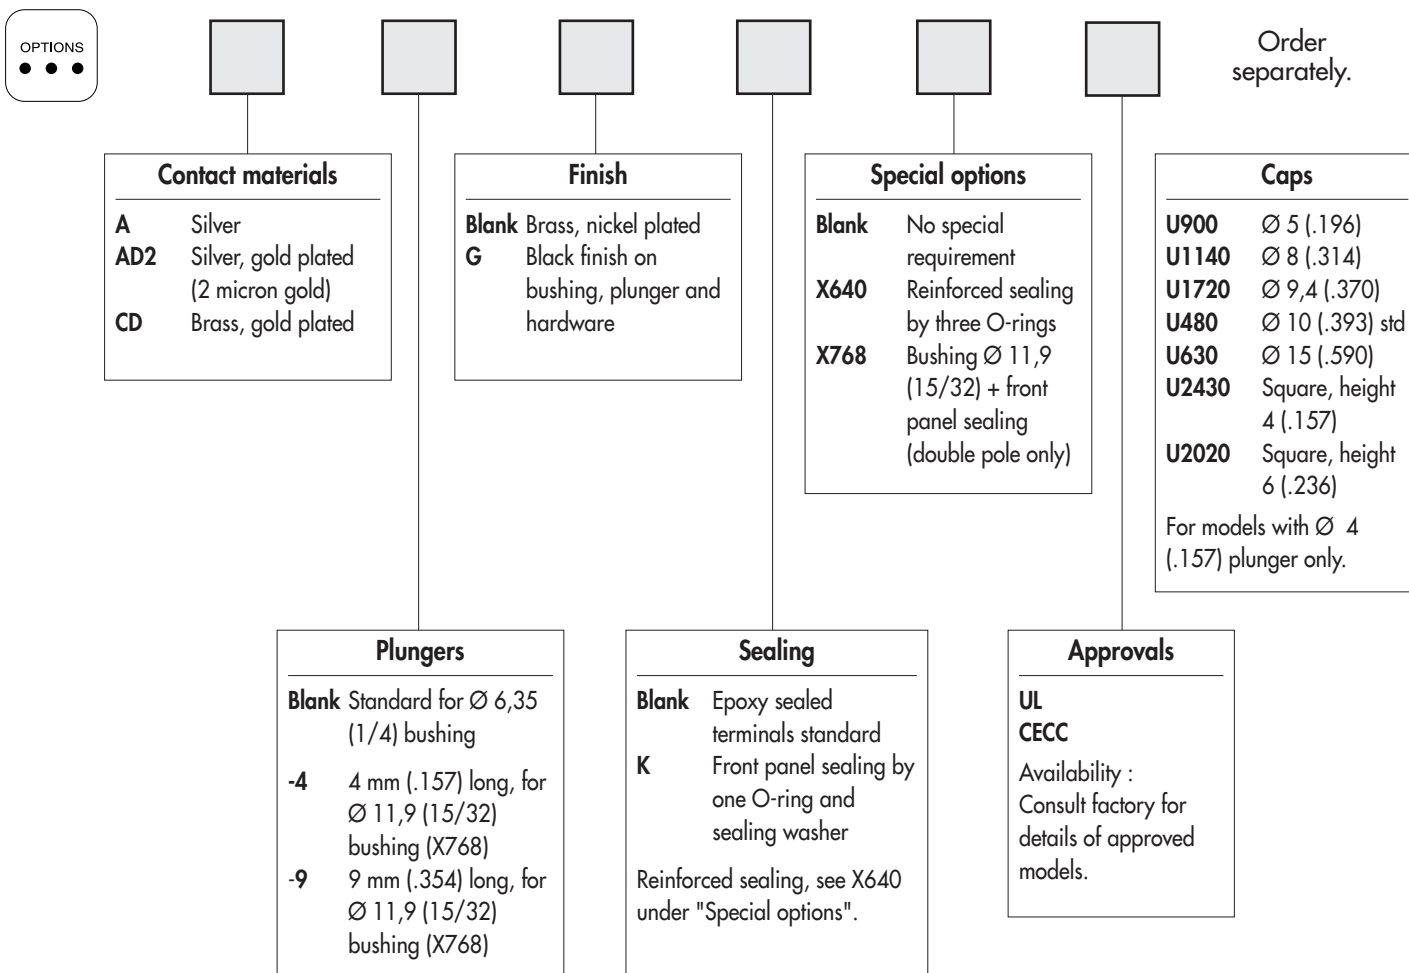 OPTIONS
Order
separately.
Contact materials
A Silver
AD2 Silver, gold plated
(2 micron gold)
CD Brass, gold plated
Finish
Blank Brass, nickel plated
G Black finish on
bushing, plunger and
hardware
Special options
Blank No special
requirement
X640 Reinforced sealing
by three O-rings
X768 Bushing Ø 11,9
(15/32) + front
panel sealing
(double pole only)
Caps
U900 Ø 5 (.196)
U1140 Ø 8 (.314)
U1720 Ø 9,4 (.370)
U480 Ø 10 (.393) std
U630 Ø 15 (.590)
U2430 Square, height
4 (.157)
U2020 Square, height
6 (.236)
For models with Ø 4
(.157) plunger only.
Plungers
Blank Standard for Ø 6,35
(1/4) bushing
-4 4 mm (.157) long, for
Ø 11,9 (15/32)
bushing (X768)
-9 9 mm (.354) long, for
Ø 11,9 (15/32)
bushing (X768)
Sealing
Blank Epoxy sealed
terminals standard
K Front panel sealing by
one O-ring and
sealing washer
Reinforced sealing, see X640
under "Special options".
Approvals
UL
CECC
Availability :
Consult factory for
details of approved
models.